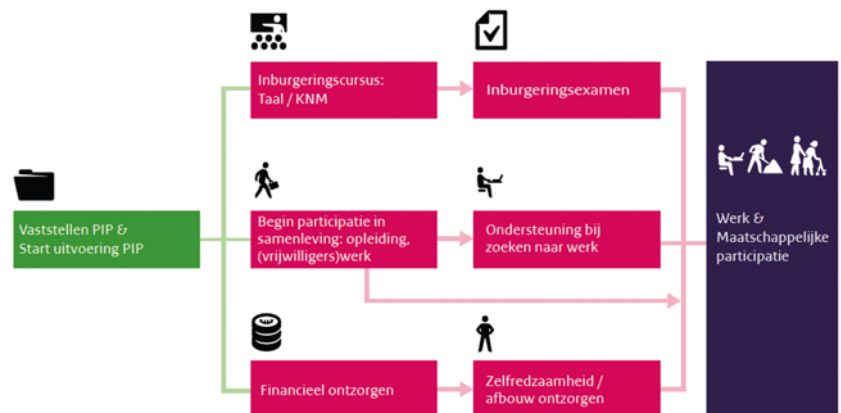 Inburgeringscursus:
Taal / KNM
Inburgeringsexamen
Vaststellen PIP &
Start uitvoering PIP
Begin participatie in
samenleving: opleiding,
(vrijwilligers)werk
Ondersteuning bij
zoeken naar werk
Werk &
Maatschappelijke
participatie
Financieel ontzorgen
Zelfredzaamheid /
afbouw ontzorgen